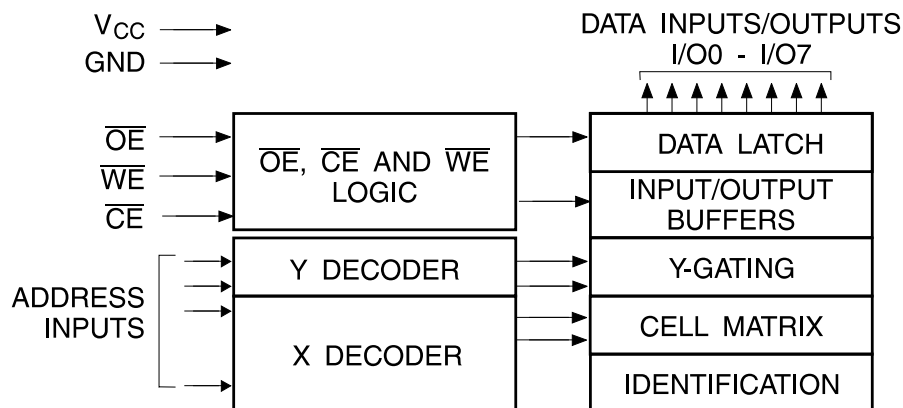 VCC
GND
DATA INPUTS/OUTPUTS
I/O0 - I/O7
OE
WE
CE
OE, CE AND WE
LOGIC
DATA LATCH
INPUT/OUTPUT
BUFFERS
ADDRESS
INPUTS
Y DECODER
Y-GATING
X DECODER
CELL MATRIX
IDENTIFICATION